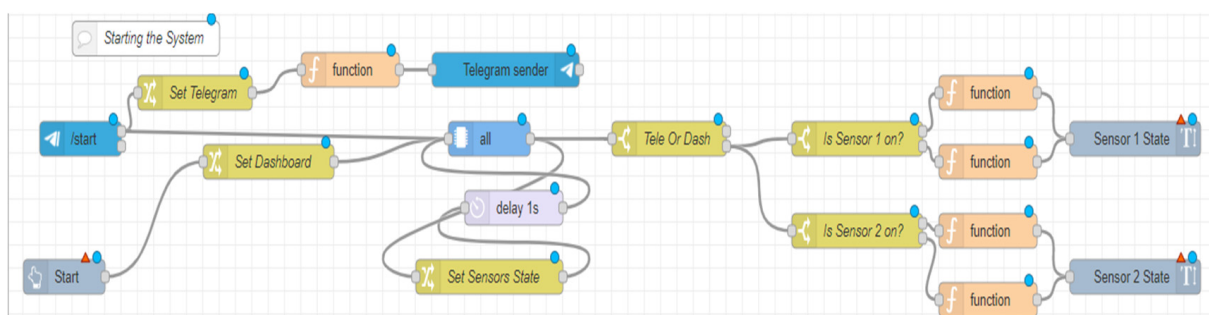 Starting the System
function
Telegram sender
Set Telegram
/start
all
Tele Or Dash
Is Sensor 1 on?
function
function
Sensor 1 State
Set Dashboard
delay 1s
Is Sensor 2 on?
function
Start
Set Sensors State
Sensor 2 State
function